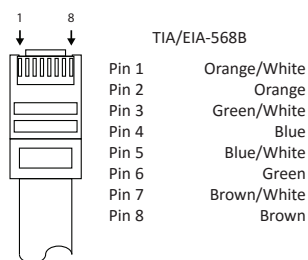 1 8
TIA/EIA-568B
Pin 1 Orange/White
Pin 2 Orange
Pin 3 Green/White
Pin 4 Blue
Pin 5 Blue/White
Pin 6 Green
Pin 7 Brown/White
Pin 8 Brown